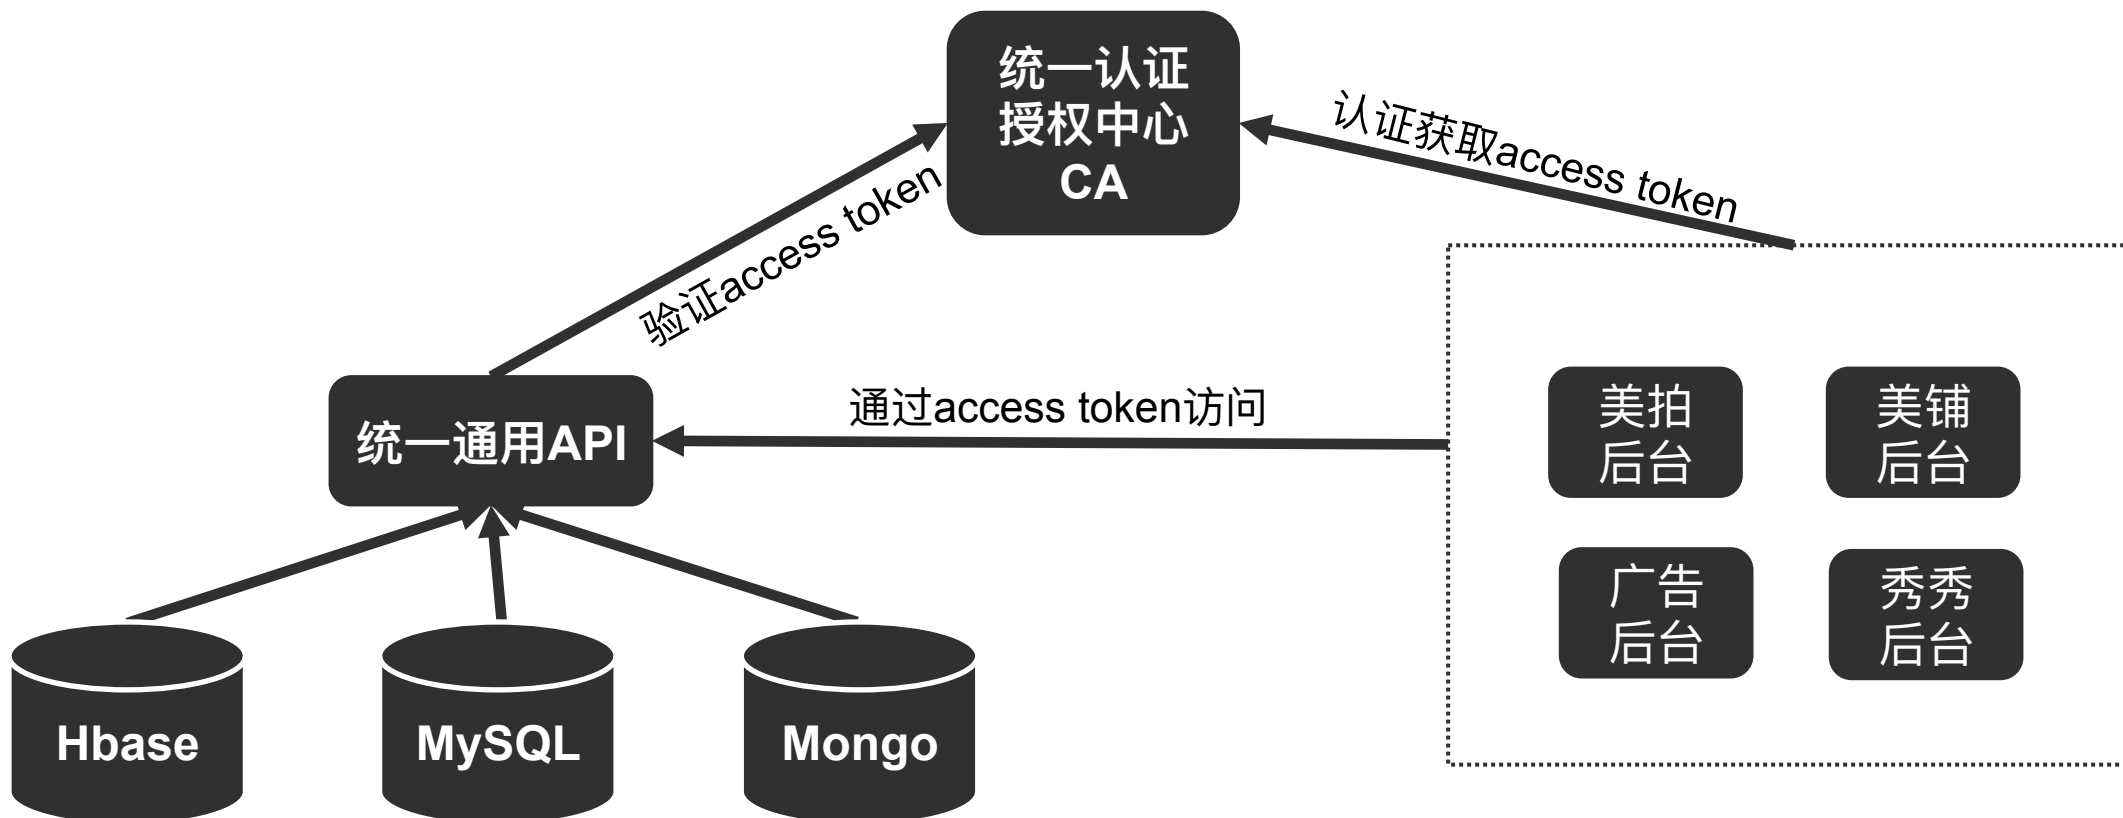 统一认证
授权中心
CA
认证获取access token
验证access token
统一通用API
通过access token访问
美拍
后台
美铺
后台
广告
后台
秀秀
后台
Hbase
MySQL
Mongo